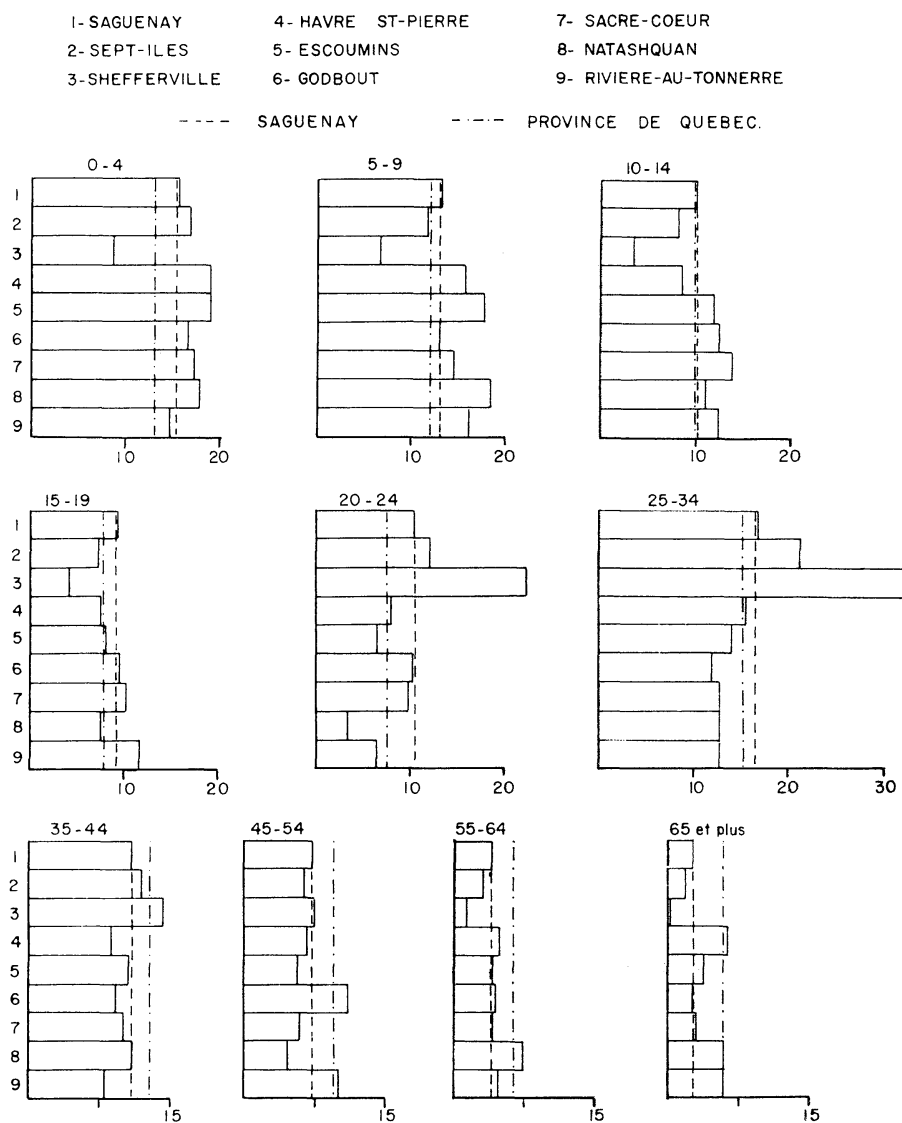 1-SAGUENAY 4- HAVRE ST-PIERRE 7- SACRE-COEUR
2-SEPT-ILES 5- ESCOUMINS 8- NATASHQUAN
3-SHEFFERVILLE 6- GODBOUT 9- RIVIERE-AU-TONNERRE
SAGUENAY PROVINCE DE QUEBEC.
0-4 5-9 10-14
1
2
3
4
5
6
7
8
9
10 20 10 20 10 20
15-19 20-24 25-34
1
2
3
4
5
6
7
8
9
10 20 10 20 10 20 30
35-44 45-54 55-64 65 et plus
1
2
3
4
5
6
7
8
9
15 15 15 15